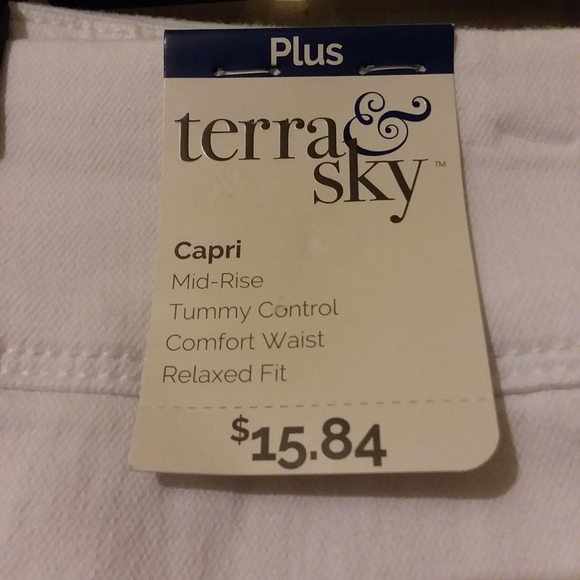 Plus
terra &
sky™
Capri
Mid-Rise
Tummy Control
Comfort Waist
Relaxed Fit
$15.84